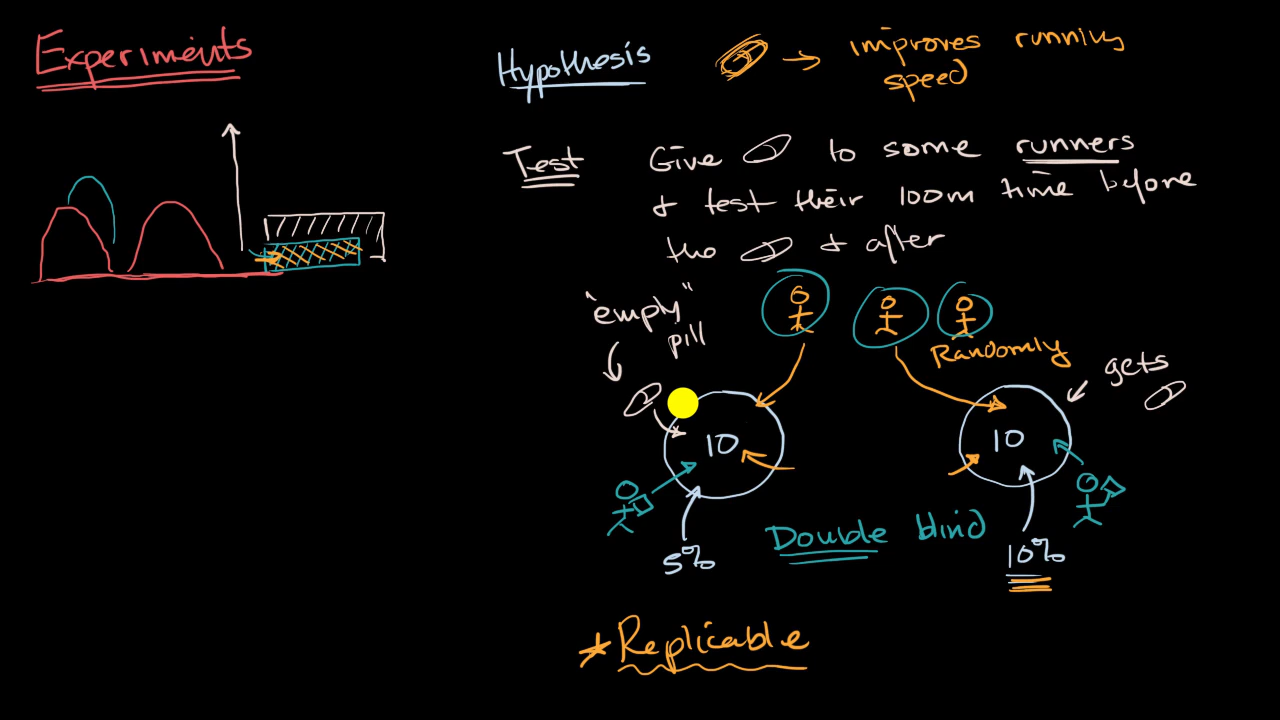 Experiments
Hypothesis → improves running
speed
Test Give to some runners
& test their 100m time before
the & after
"empty"
pill
Randomly
gets
10
10
Double blind
5%
10%
* Replicable